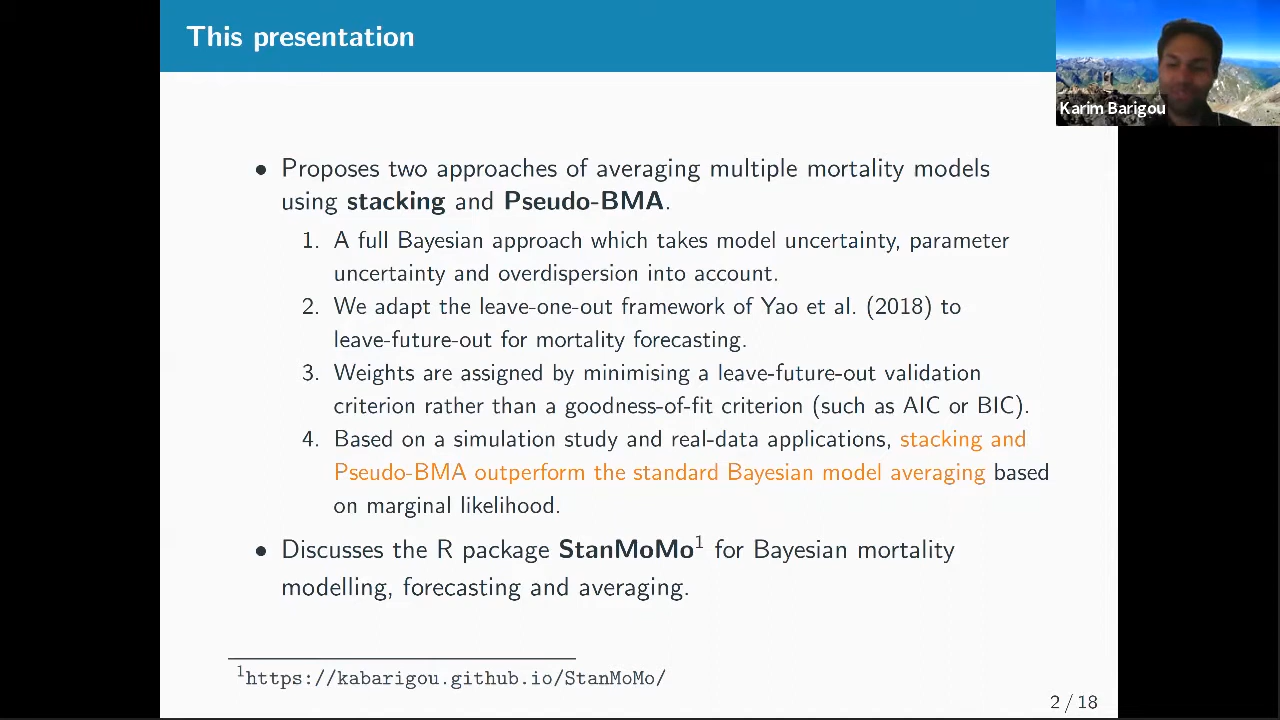 This presentation
Karim Barigou
• Proposes two approaches of averaging multiple mortality models
using stacking and Pseudo-BMA.
1. A full Bayesian approach which takes model uncertainty, parameter
uncertainty and overdispersion into account.
2. We adapt the leave-one-out framework of Yao et al. (2018) to
leave-future-out for mortality forecasting.
3. Weights are assigned by minimising a leave-future-out validation
criterion rather than a goodness-of-fit criterion (such as AIC or BIC).
4. Based on a simulation study and real-data applications, stacking and
Pseudo-BMA outperform the standard Bayesian model averaging based
on marginal likelihood.
• Discusses the R package StanMoMo¹ for Bayesian mortality
modelling, forecasting and averaging.
¹https://kabarigou.github.io/StanMoMo/
2 / 18